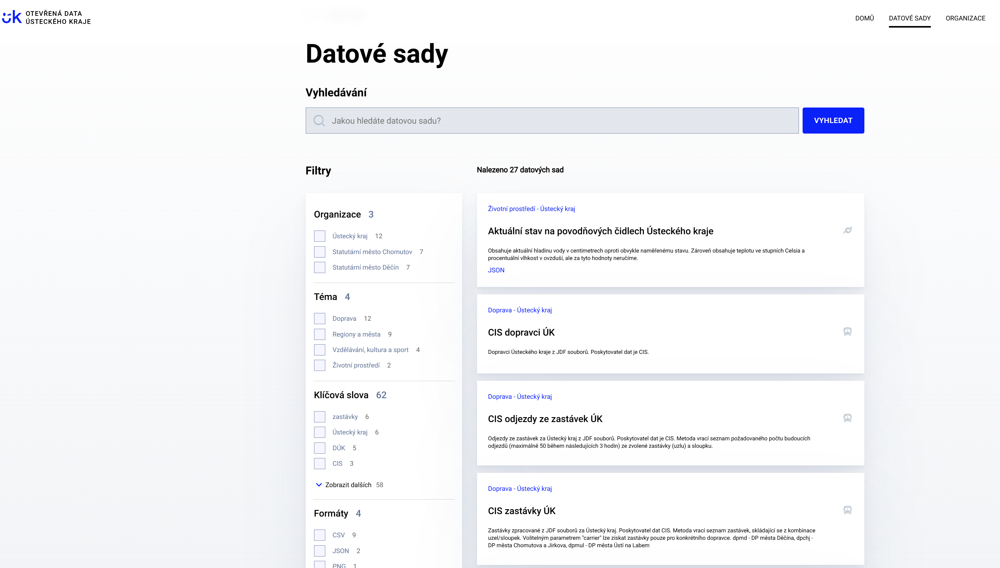 OTEVŘENÁ DATA
ÚSTECKÉHO KRAJE
DOMŮ
DATOVÉ SADY
ORGANIZACE
Datové sady
Vyhledávání
Jakou hledáte datovou sadu?
VYHLEDAT
Filtry
Organizace 3
Ústecký kraj 12
Statutární město Chomutov 7
Statutární město Děčín 7
Téma 4
Doprava 12
Regiony a města 9
Vzdělávání, kultura a sport 4
Životní prostředí 2
Klíčová slova 62
zastávky 6
Ústecký kraj 6
DÚK 5
CIS 3
Zobrazit dalších 58
Formáty 4
CSV 9
JSON 2
PNG 1
Nalezeno 27 datových sad
Životní prostředí - Ústecký kraj
Aktuální stav na povodňových čidlech Ústeckého kraje
Obsahuje aktuální hladinu vody v centimetrech oproti obvykle naměřenému stavu. Zároveň obsahuje teplotu ve stupních Celsia a
procentuální vlhkost v ovzduší, ale za tyto hodnoty neručíme.
JSON
Doprava - Ústecký kraj
CIS dopravci ÚK
Dopravci Ústeckého kraje z JDF souborů. Poskytovatel dat je CIS.
Doprava - Ústecký kraj
CIS odjezdy ze zastávek ÚK
Odjezdy ze zastávek za Ústecký kraj z JDF souborů. Poskytovatel dat je CIS. Metoda vrací seznam požadovaného počtu budoucích
odjezdů (maximálně 50 během následujících 3 hodin) ze zvolené zastávky (uzlu) a sloupku.
Doprava - Ústecký kraj
CIS zastávky ÚK
Zastávky zpracované z JDF souborů za Ústecký kraj. Poskytovatel dat CIS. Metoda vrací seznam zastávek, skládající se z kombinace
uzel/sloupek. Volitelným parametrem "carrier" lze získat zastávky pouze pro konkrétního dopravce. dpmd - DP města Děčína, dpchj -
DP města Chomutova a Jirkova, dpmul - DP města Ústí na Labem